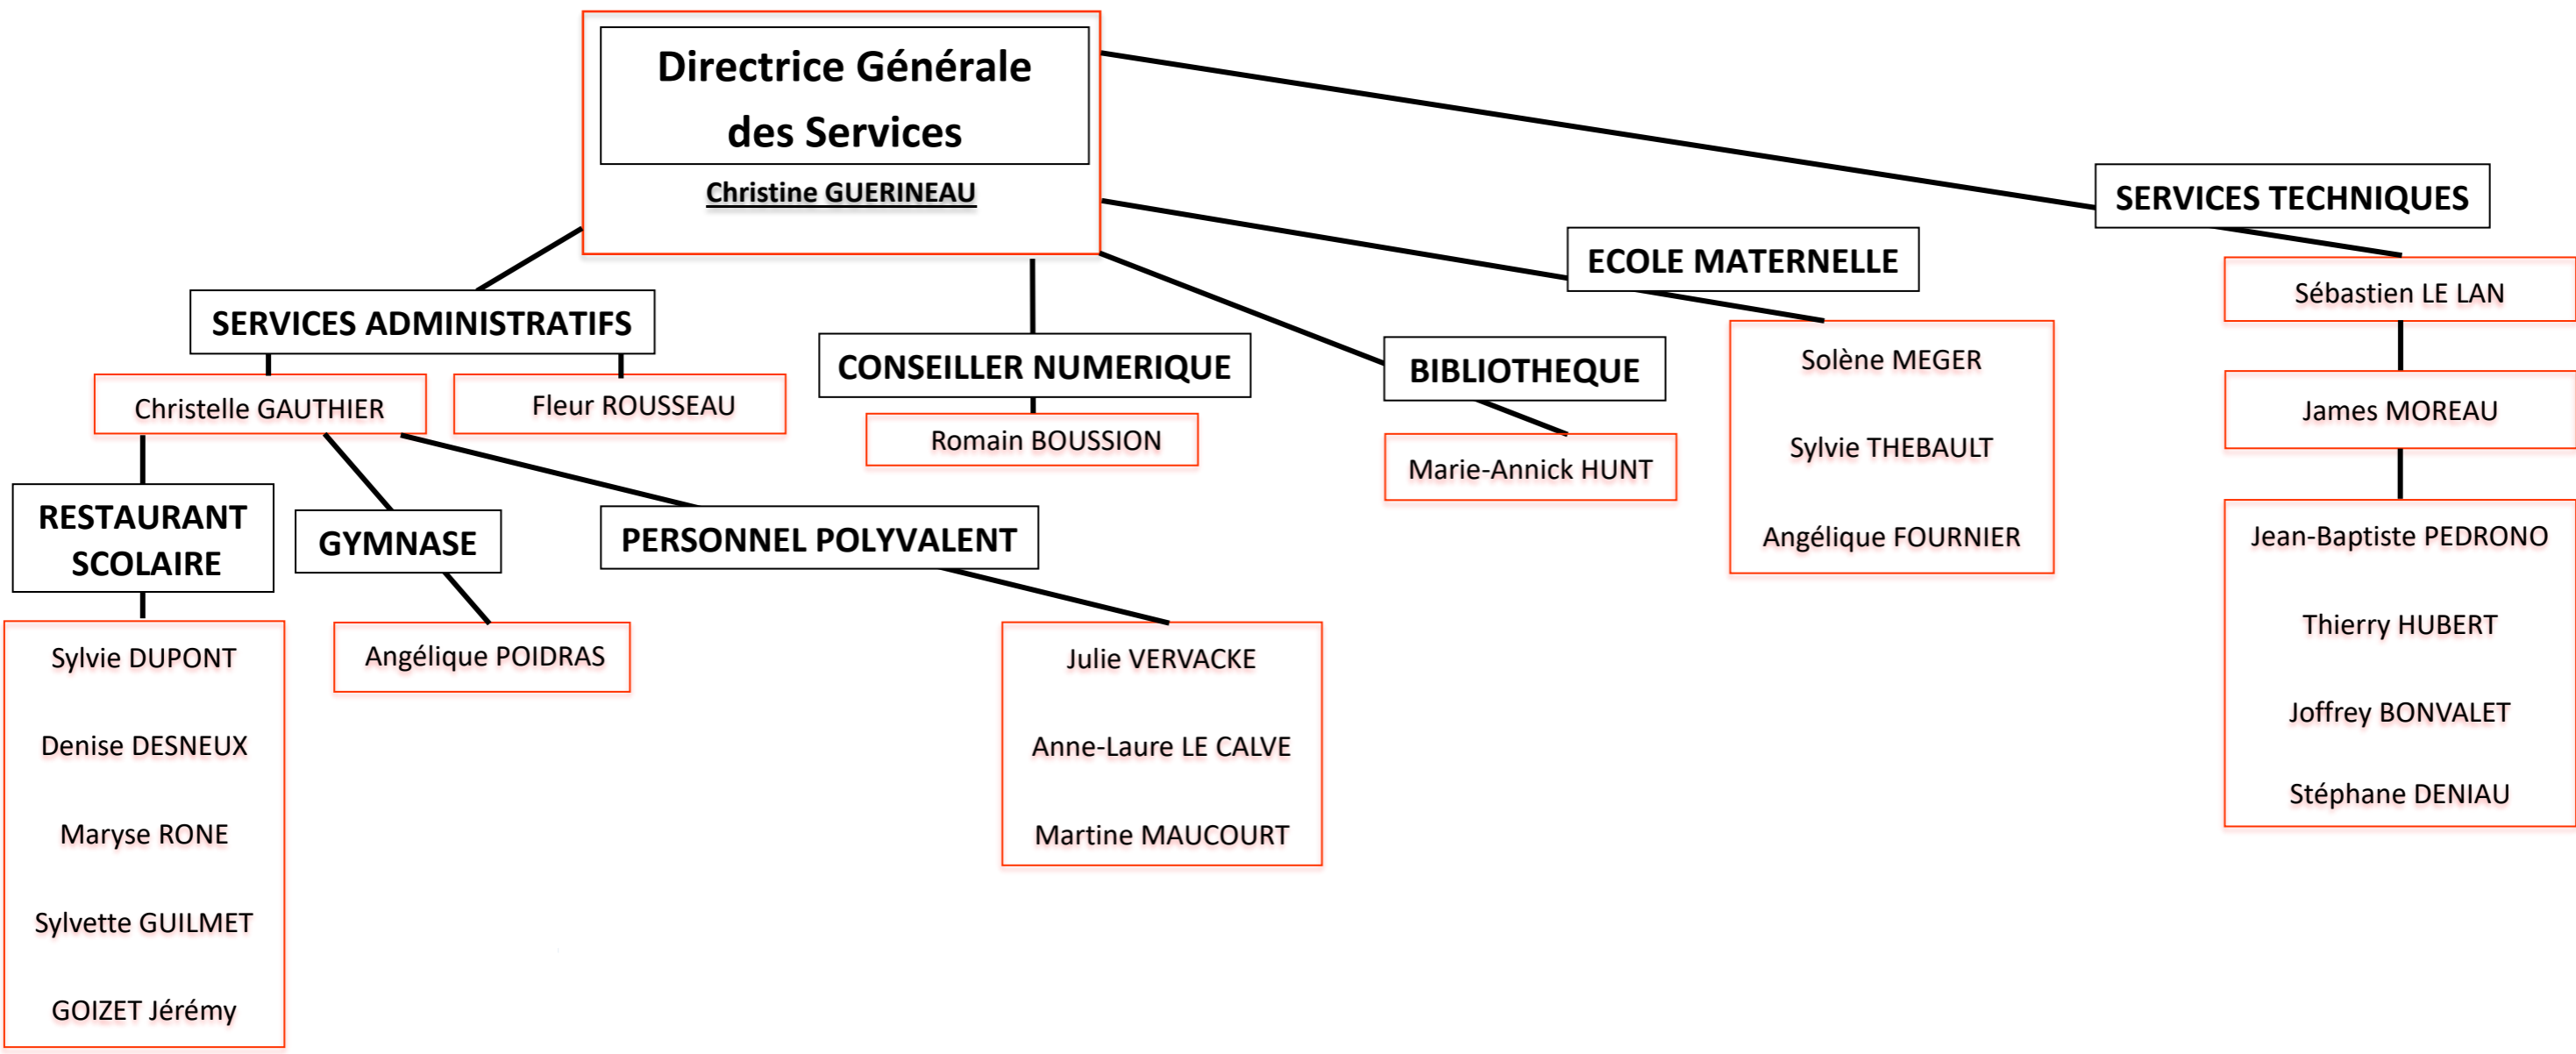 Directrice Générale
des Services
Christine GUERINEAU
SERVICES ADMINISTRATIFS
Christelle GAUTHIER
Fleur ROUSSEAU
RESTAURANT
SCOLAIRE
Sylvie DUPONT
Denise DESNEUX
Maryse RONE
Sylvette GUILMET
GOIZET Jérémy
GYMNASE
Angélique POIDRAS
PERSONNEL POLYVALENT
Julie VERVACKE
Anne-Laure LE CALVE
Martine MAUCOURT
CONSEILLER NUMERIQUE
Romain BOUSSION
BIBLIOTHEQUE
Marie-Annick HUNT
ECOLE MATERNELLE
Solène MEGER
Sylvie THEBAULT
Angélique FOURNIER
SERVICES TECHNIQUES
Sébastien LE LAN
James MOREAU
Jean-Baptiste PEDRONO
Thierry HUBERT
Joffrey BONVALET
Stéphane DENIAU